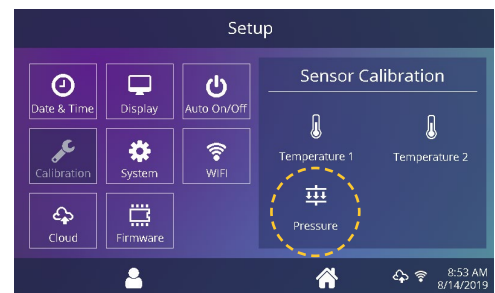 Setup
Date & Time
Display
Auto On/Off
Calibration
System
WIFI
Cloud
Firmware
Sensor Calibration
Temperature 1
Temperature 2
Pressure
8:53 AM
8/14/2019